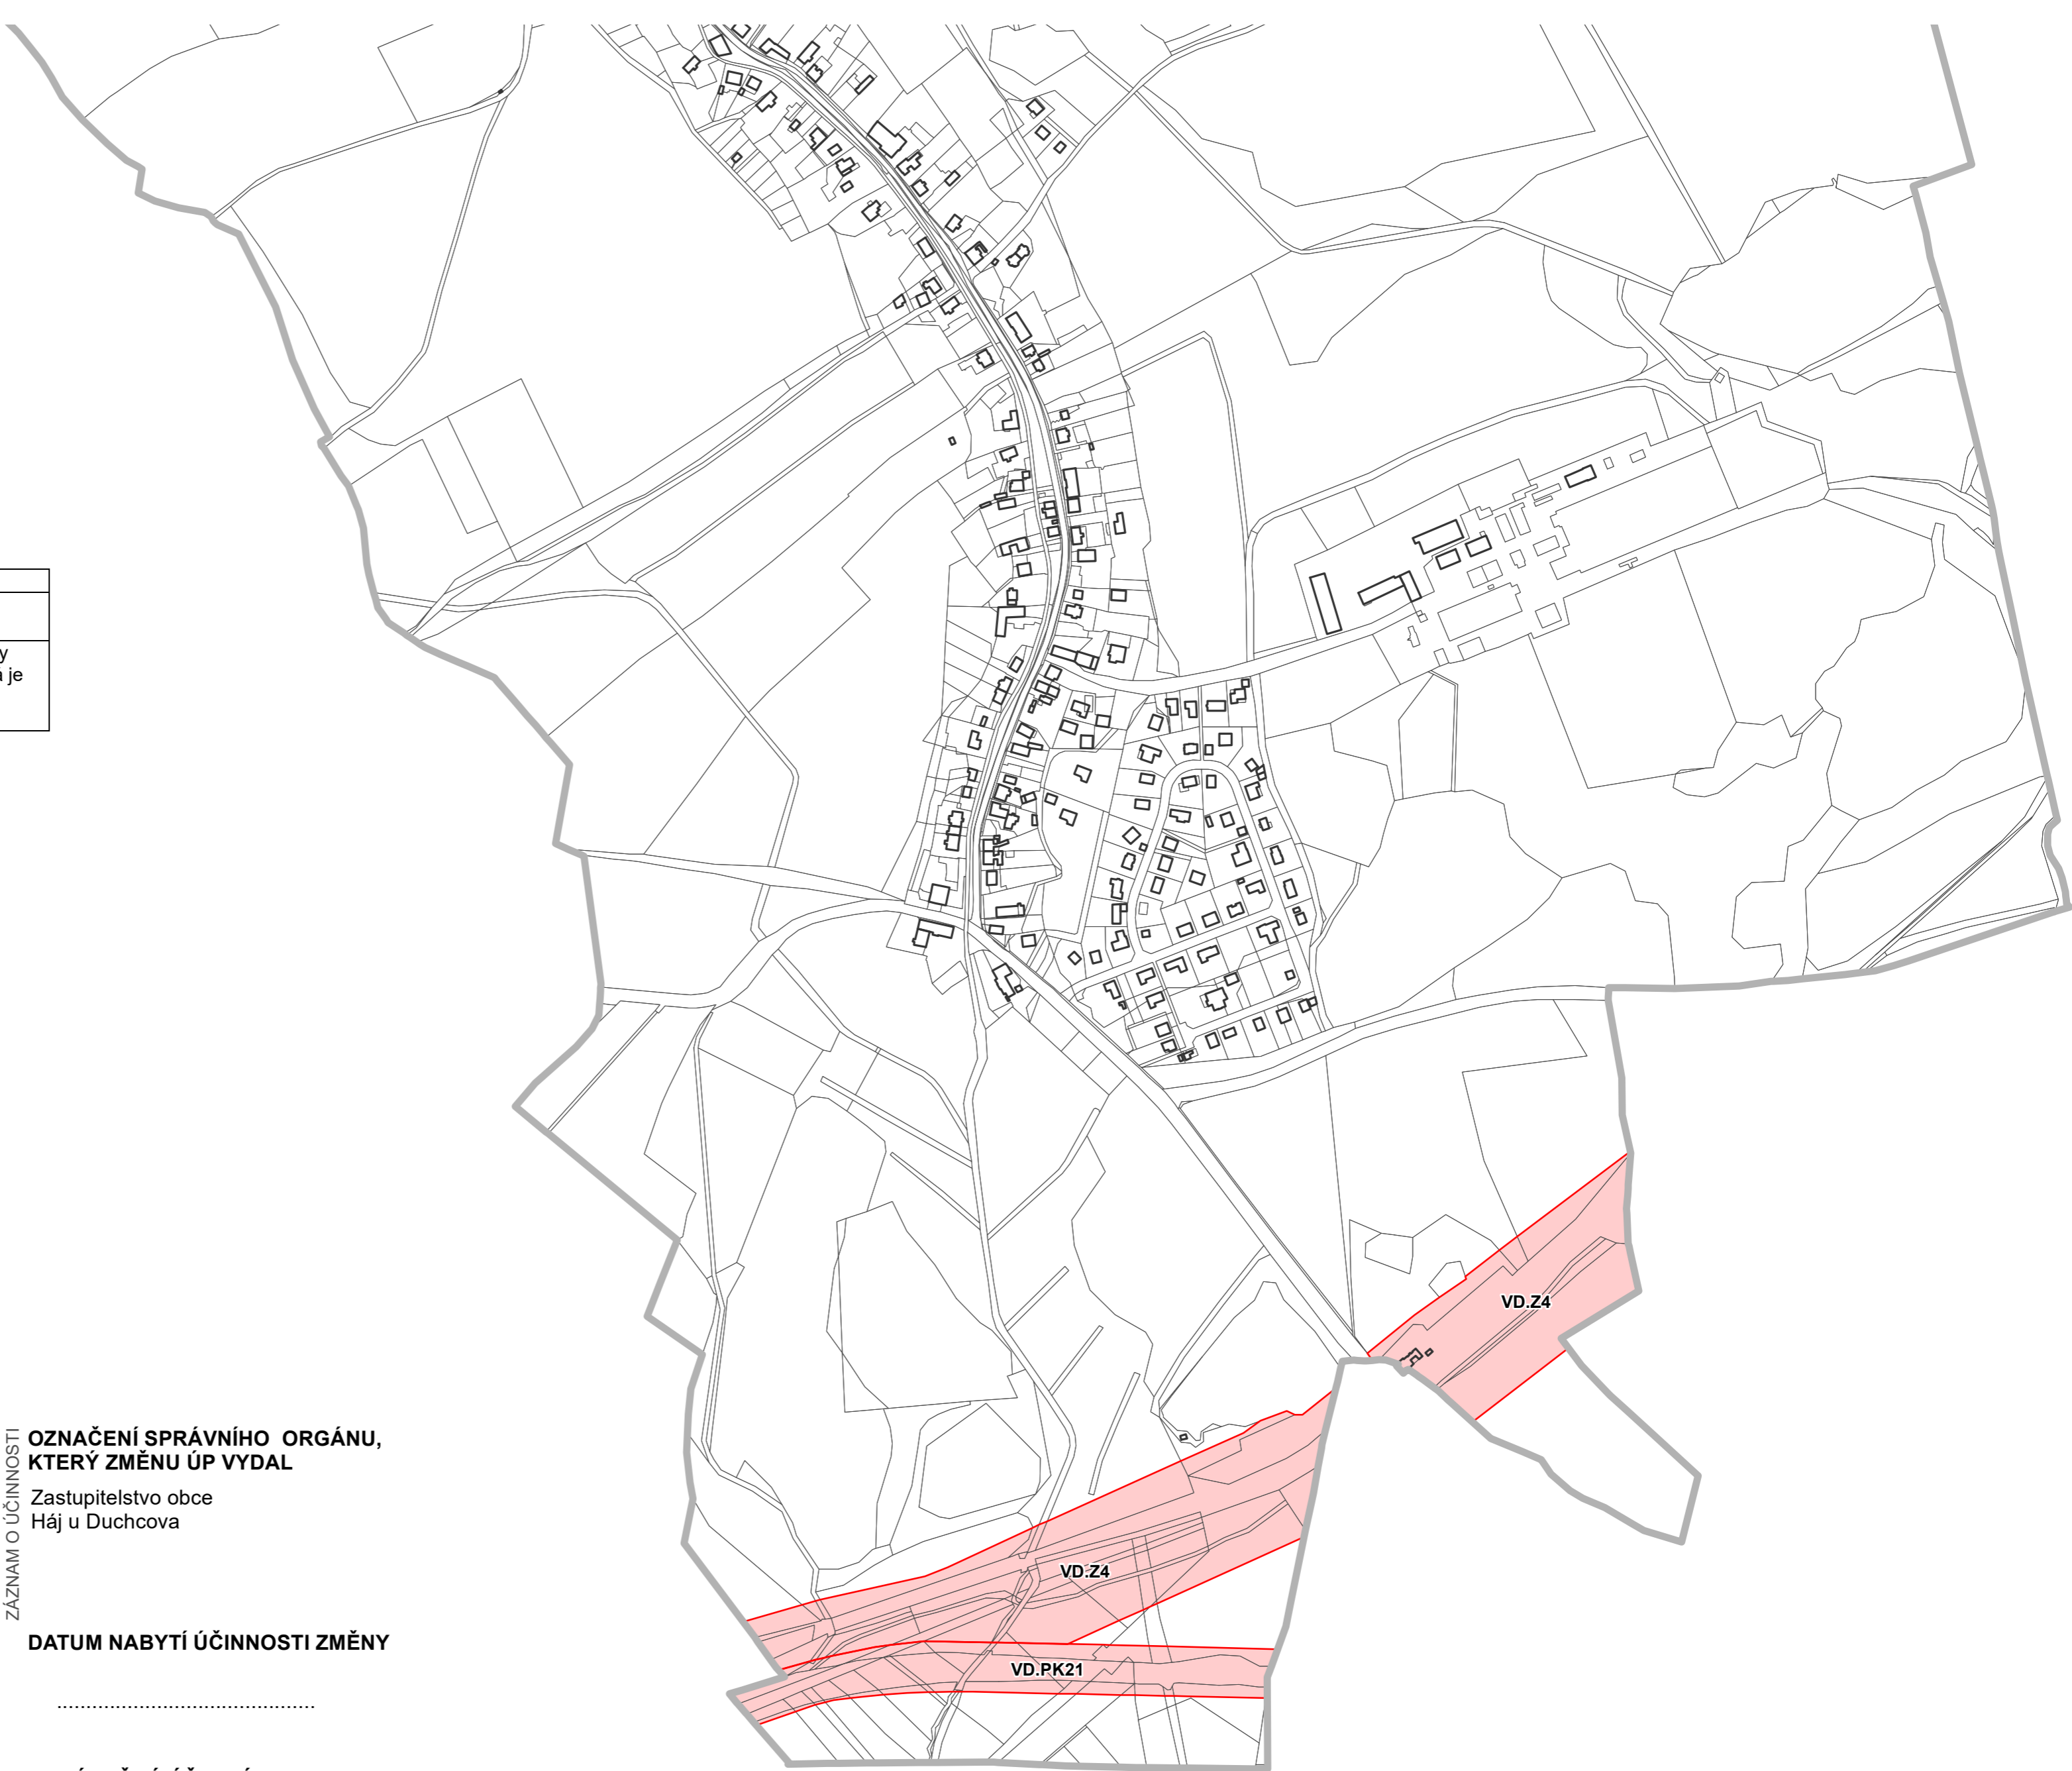 y
je
VD.Z4
VD.Z4
VD.PK21
ZÁZNAM O ÚČINNOSTI
OZNAČENÍ SPRÁVNÍHO ORGÁNU,
KTERÝ ZMĚNU ÚP VYDAL
Zastupitelstvo obce
Háj u Duchcova
DATUM NABYTÍ ÚČINNOSTI ZMĚNY
............................................